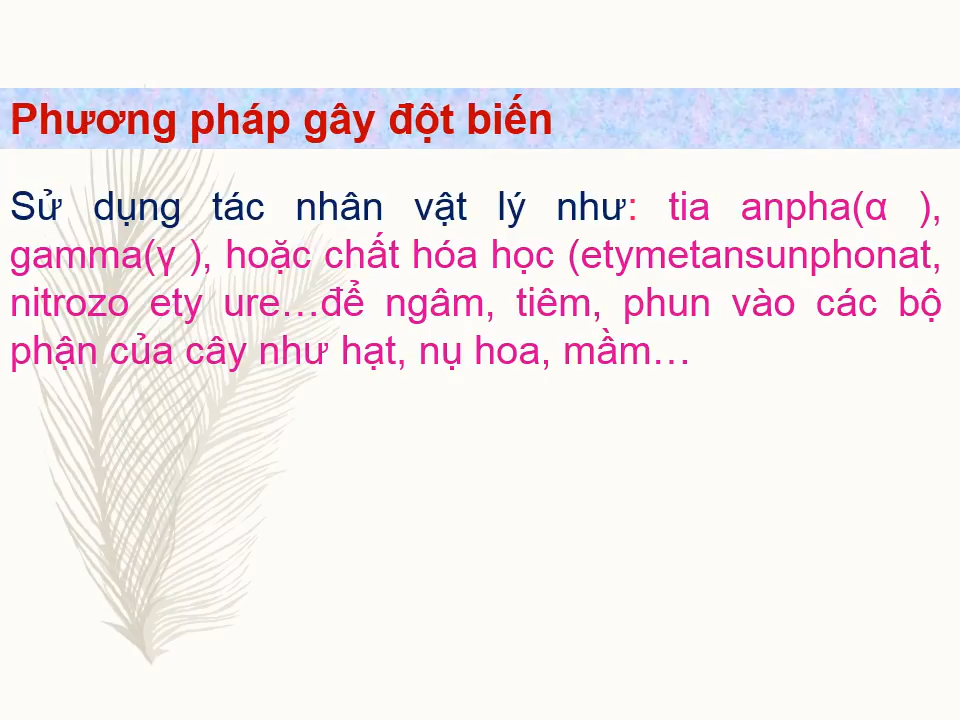 Phương pháp gây đột biến
Sử dụng tác nhân vật lý như: tia anpha(α ),
gamma(γ ), hoặc chất hóa học (etymetansunphonat,
nitrozo ety ure…để ngâm, tiêm, phun vào các bộ
phận của cây như hạt, nụ hoa, mầm…